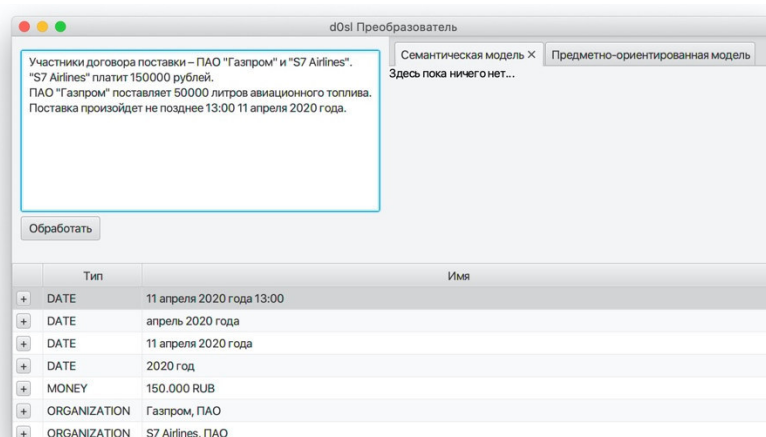 d0sl Преобразователь
Участники договора поставки – ПАО "Газпром" и "S7 Airlines".
"S7 Airlines" платит 150000 рублей.
ПАО "Газпром" поставляет 50000 литров авиационного топлива.
Поставка произойдет не позднее 13:00 11 апреля 2020 года.
Обработать
Семантическая модель × Предметно-ориентированная модель
Здесь пока ничего нет...
Тип Имя
+ DATE 11 апреля 2020 года 13:00
+ DATE апрель 2020 года
+ DATE 11 апреля 2020 года
+ DATE 2020 год
+ MONEY 150.000 RUB
+ ORGANIZATION Газпром, ПАО
+ ORGANIZATION S7 Airlines, ПАО